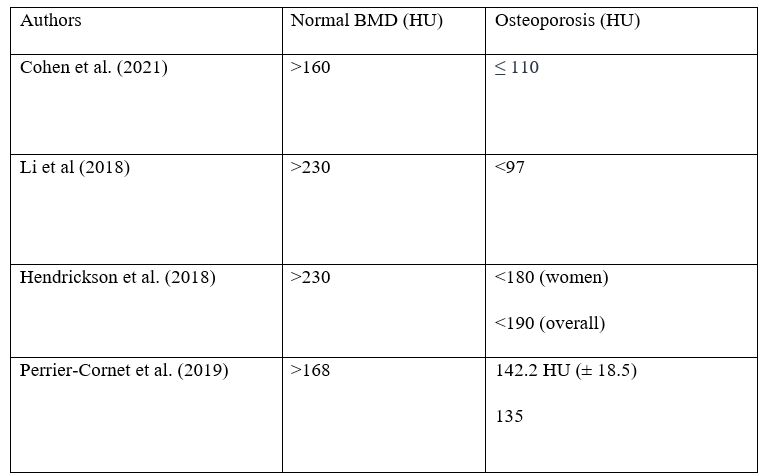 Authors Normal BMD (HU) Osteoporosis (HU)
Cohen et al. (2021) >160 ≤ 110
Li et al (2018) >230 <97
Hendrickson et al. (2018) >230 <180 (women)
<190 (overall)
Perrier-Cornet et al. (2019) >168 142.2 HU (± 18.5)
135